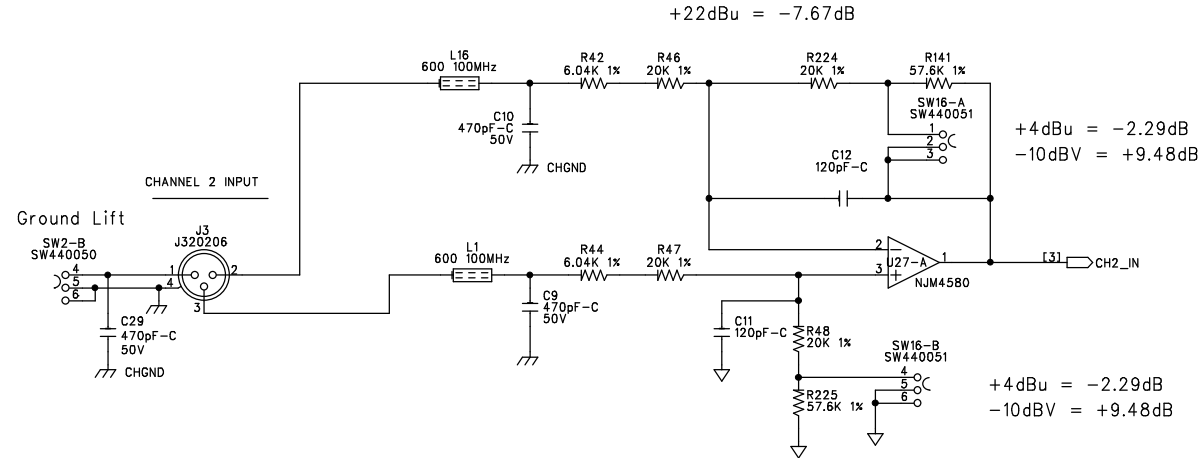 +22dBu = -7.67dB
L16
600 100MHz
R42
6.04K 1%
R46
20K 1%
R224
20K 1%
R141
57.6K 1%
SW16-A
SW440051
1
2
3
C10
470pF-C
50V
CHGND
C12
120pF-C
+4dBu = -2.29dB
-10dBV = +9.48dB
CHANNEL 2 INPUT
Ground Lift
SW2-B
SW440050
4
5
6
J3
J320206
1
4
2
3
C29
470pF-C
50V
CHGND
L1
600 100MHz
R44
6.04K 1%
R47
20K 1%
C9
470pF-C
50V
2
3
U27-A
1
NJM4580
[3]
CH2_IN
C11
120pF-C
R48
20K 1%
SW16-B
SW440051
4
5
6
R225
57.6K 1%
+4dBu = -2.29dB
-10dBV = +9.48dB